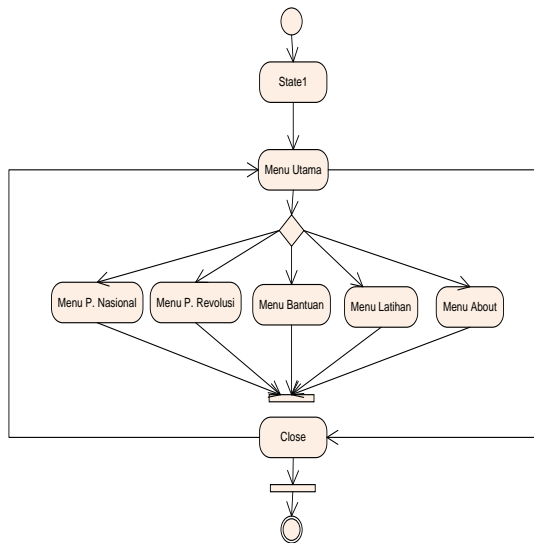 State1
Menu Utama
Menu P. Nasional
Menu P. Revolusi
Menu Bantuan
Menu Latihan
Menu About
Close